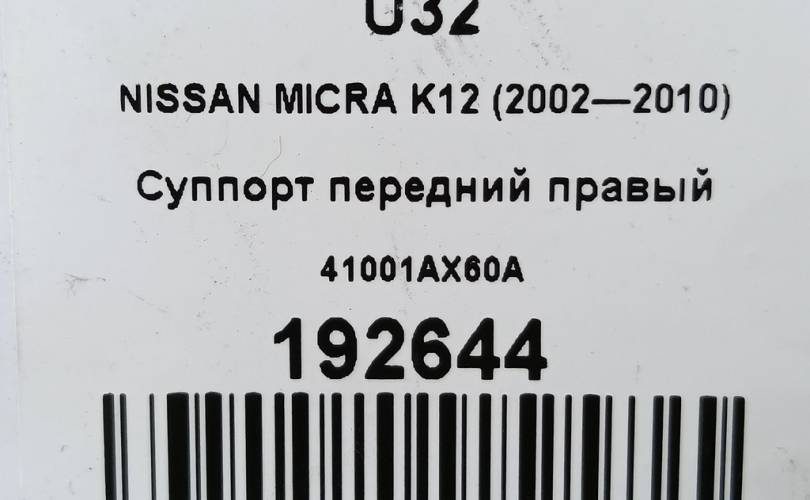 U32
NISSAN MICRA K12 (2002—2010)
Суппорт передний правый
41001AX60A
192644